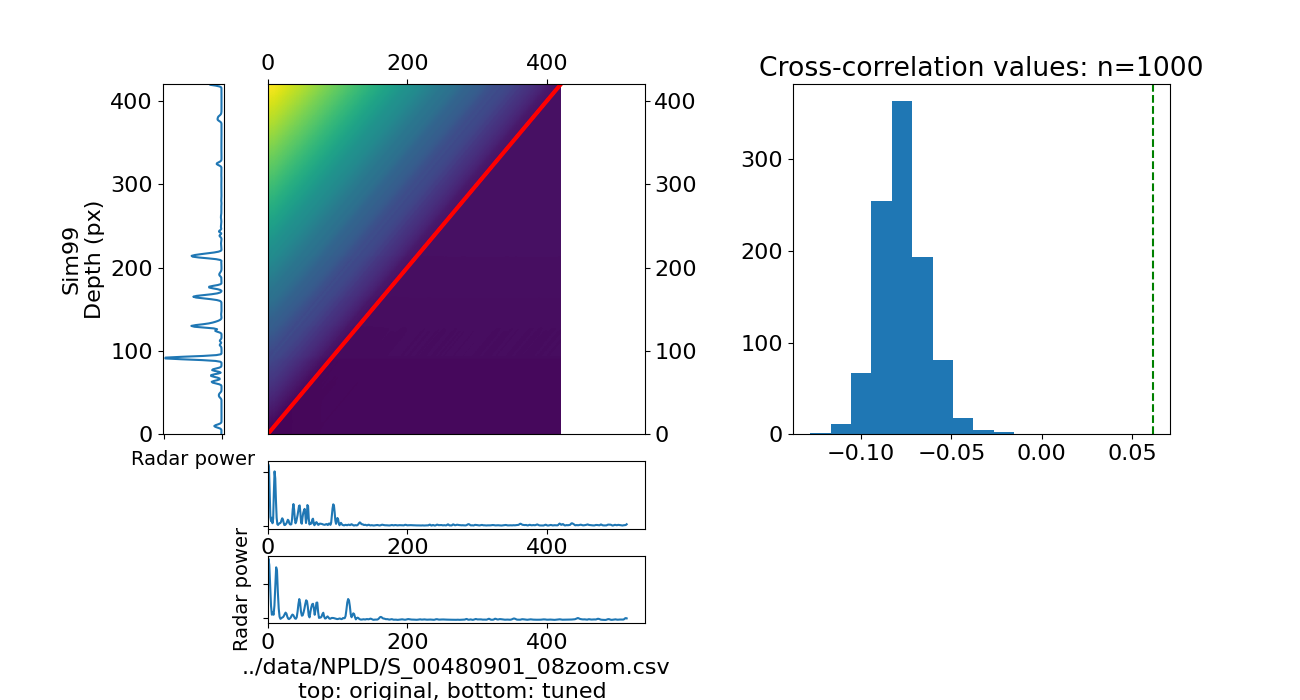 0 200 400
Cross-correlation values: n=1000
Sim99
Depth (px)
400
300
200
100
0
400
300
200
100
0
300
200
100
0
−0.10 −0.05 0.00 0.05
Radar power
0 200 400
Radar power
0 200 400
../data/NPLD/S_00480901_08zoom.csv
top: original, bottom: tuned